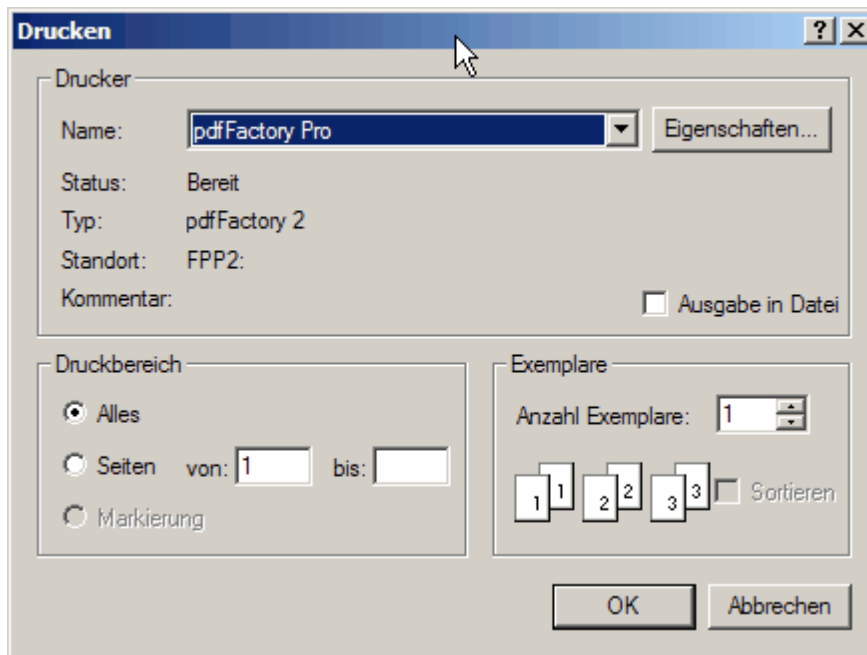 Drucken
Drucker
Name: pdfFactory Pro Eigenschaften...
Status: Bereit
Typ: pdfFactory 2
Standort: FPP2:
Kommentar: Ausgabe in Datei
Druckbereich
Alles
Seiten von: 1 bis:
Markierung
Exemplare
Anzahl Exemplare: 1
1 1 2 2 3 3 Sortieren
OK Abbrechen